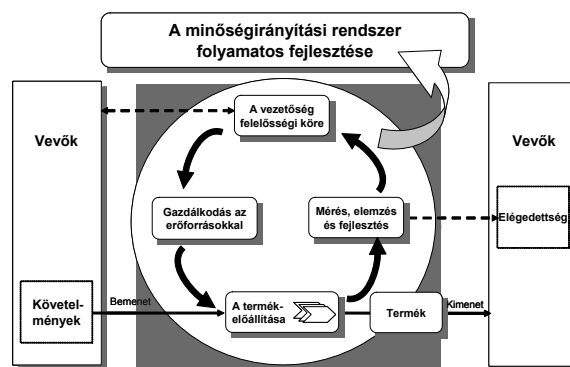 A minőségirányítási rendszer
folyamatos fejlesztése
Vevők
A vezetőség
felelősségi köre
Vevők
Gazdálkodás az
erőforrásokkal
Mérés, elemzés
és fejlesztés
Elégedettség
Követel-
mények
Bemenet
A termék-
előállítása
Termék
Kimenet